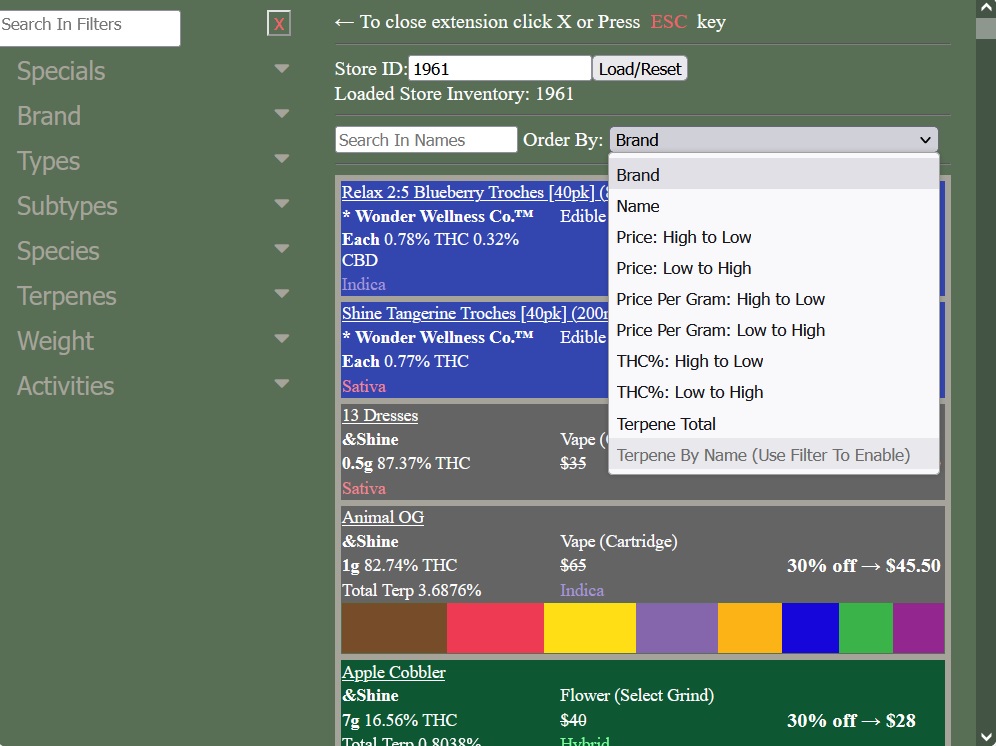 Search In Filters
X
Specials
Brand
Types
Subtypes
Species
Terpenes
Weight
Activities
← To close extension click X or Press ESC key
Store ID: 1961 Load/Reset
Loaded Store Inventory: 1961
Search In Names Order By: Brand
Brand
Name
Price: High to Low
Price: Low to High
Price Per Gram: High to Low
Price Per Gram: Low to High
THC%: High to Low
THC%: Low to High
Terpene Total
Terpene By Name (Use Filter To Enable)
Relax 2:5 Blueberry Troches [40pk]
* Wonder Wellness Co.™ Edible
Each 0.78% THC 0.32%
CBD
Indica
Shine Tangerine Troches [40pk]
* Wonder Wellness Co.™ Edible
Each 0.77% THC
Sativa
13 Dresses
&Shine Vape
0.5g 87.37% THC $35
Sativa
Animal OG
&Shine Vape (Cartridge)
1g 82.74% THC $65 30% off → $45.50
Total Terp 3.6876% Indica
Apple Cobbler
&Shine Flower (Select Grind)
7g 16.56% THC $40 30% off → $28
Total Terp 0.8038% Hybrid